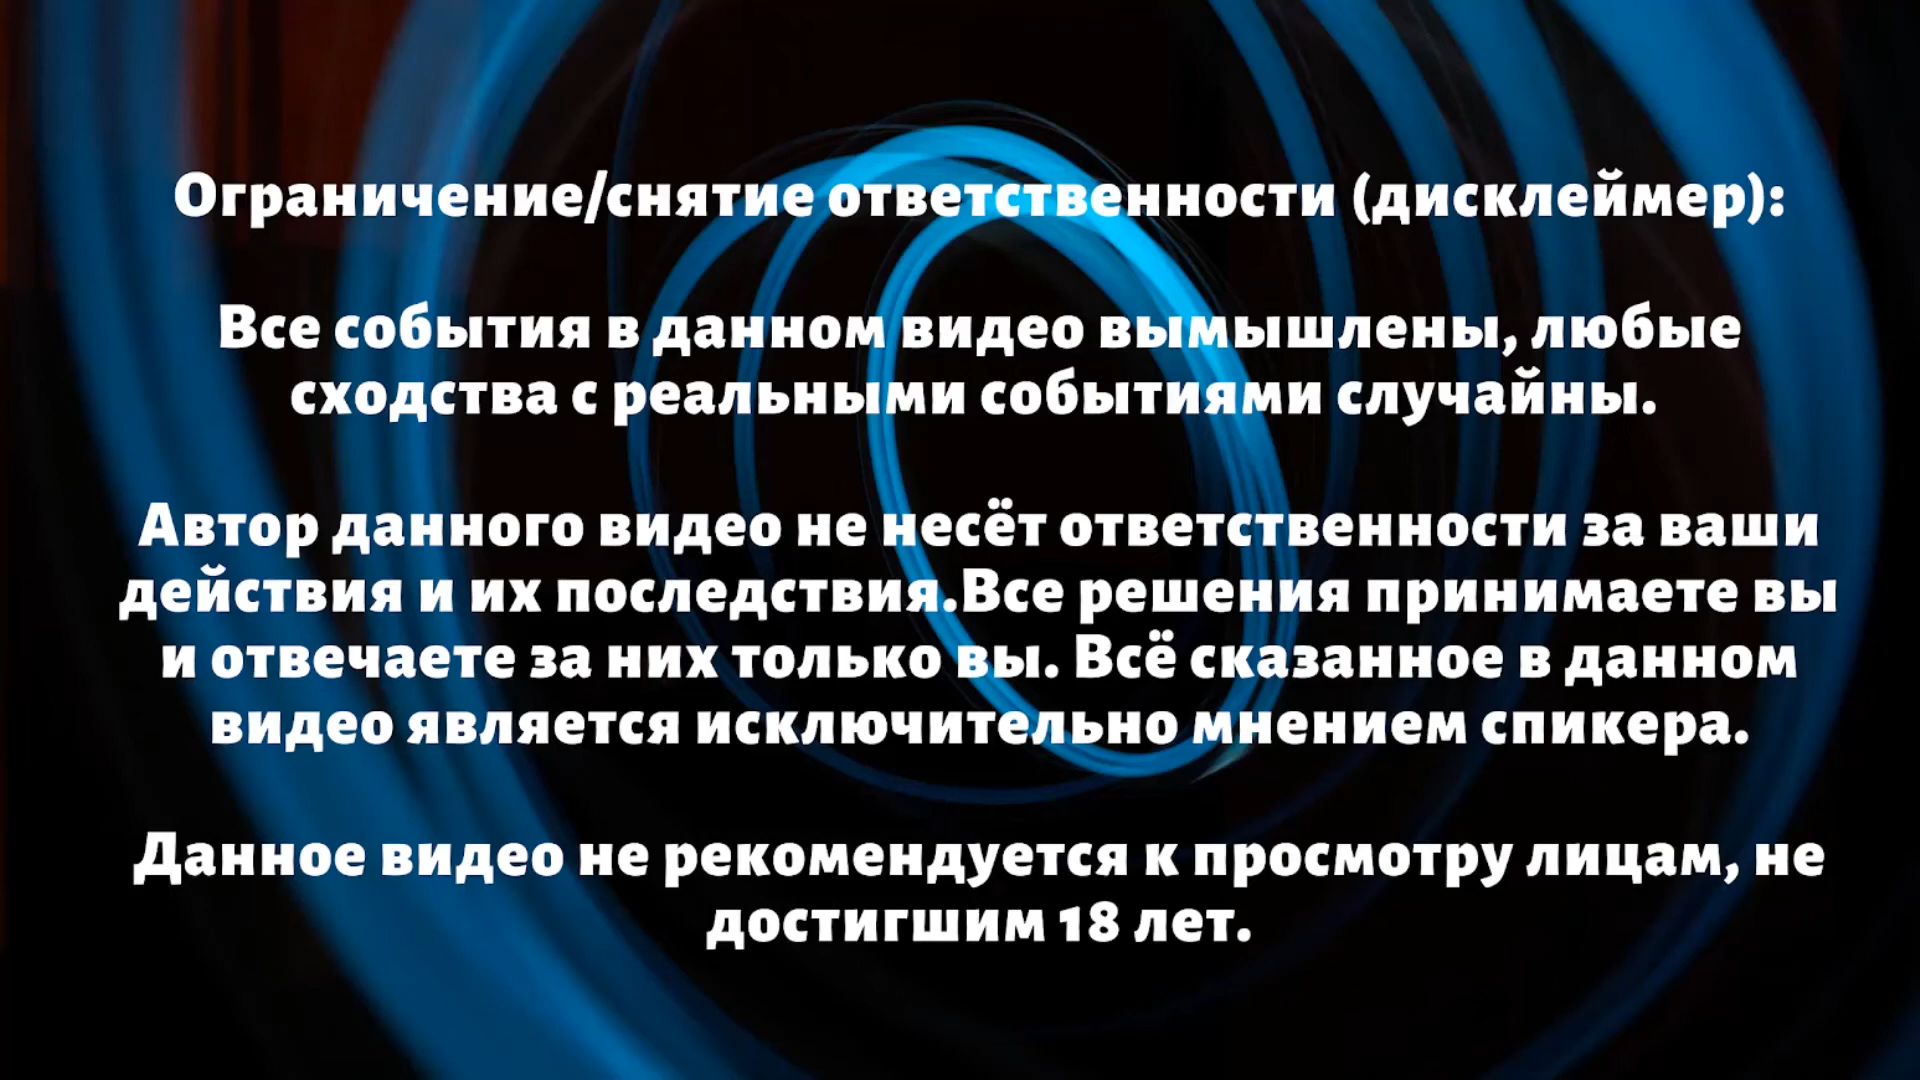 Ограничение/снятие ответственности (дисклеймер):
Все события в данном видео вымышлены, любые
сходства с реальными событиями случайны.
Автор данного видео не несёт ответственности за ваши
действия и их последствия.Все решения принимаете вы
и отвечаете за них только вы. Всё сказанное в данном
видео является исключительно мнением спикера.
Данное видео не рекомендуется к просмотру лицам, не
достигшим 18 лет.